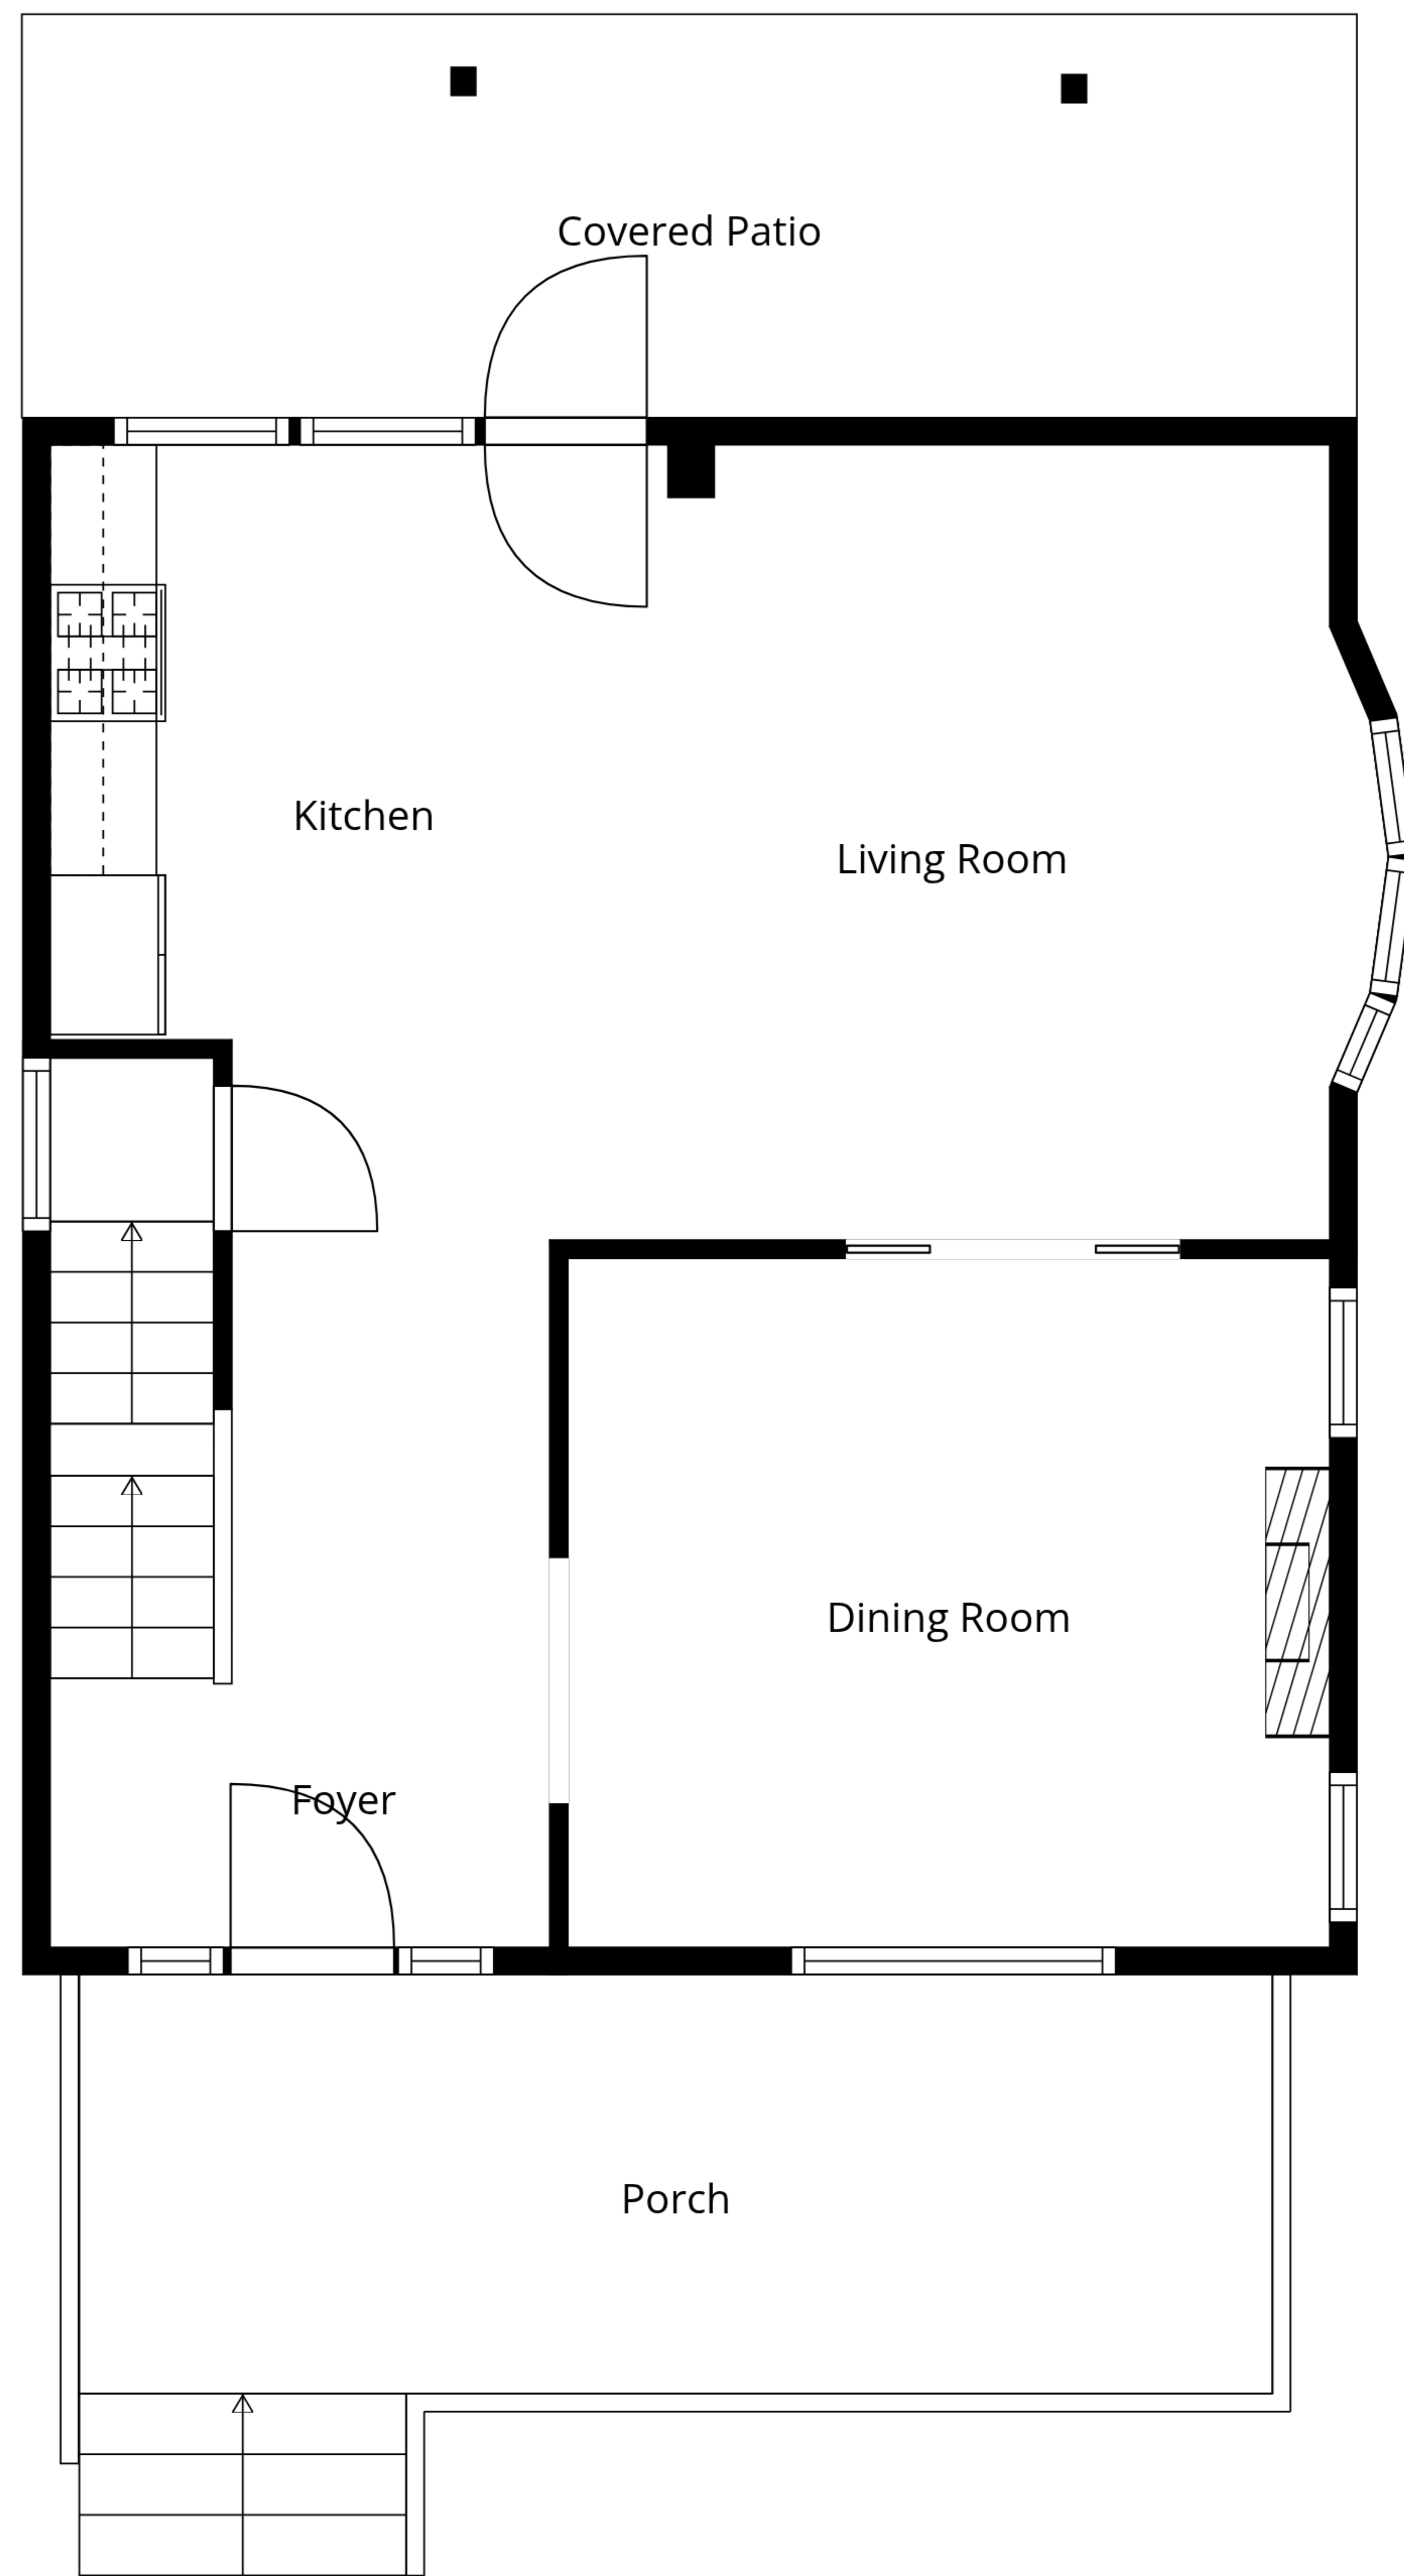 Covered Patio
Kitchen
Living Room
Dining Room
Foyer
Porch